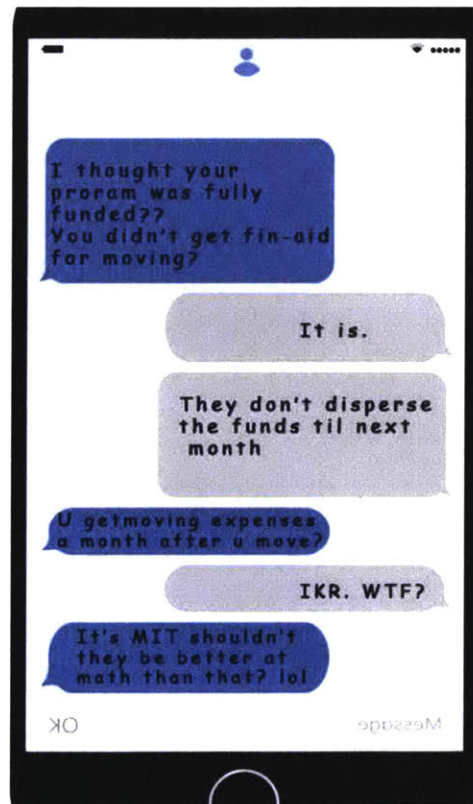 I thought your
proram was fully
funded??
You didn't get fin-aid
for moving?
It is.
They don't disperse
the funds til next
month
U getmoving expenses
a month after u move?
IKR. WTF?
It's MIT shouldn't
they be better at
math than that? lol
OK
Message